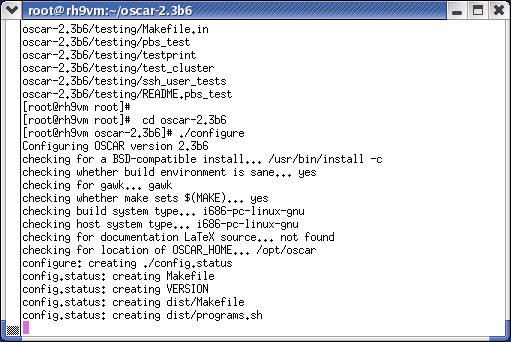 root@rh9vm:~/oscar-2.3b6
oscar-2.3b6/testing/Makefile.in
oscar-2.3b6/testing/pbs_test
oscar-2.3b6/testing/testprint
oscar-2.3b6/testing/test_cluster
oscar-2.3b6/testing/ssh_user_tests
oscar-2.3b6/testing/README.pbs_test
[root@rh9vm root]#
[root@rh9vm root]#  cd oscar-2.3b6
[root@rh9vm oscar-2.3b6]# ./configure
Configuring OSCAR version 2.3b6
checking for a BSD-compatible install... /usr/bin/install -c
checking whether build environment is sane... yes
checking for gawk... gawk
checking whether make sets $(MAKE)... yes
checking build system type... i686-pc-linux-gnu
checking host system type... i686-pc-linux-gnu
checking for documentation LaTeX source... not found
checking for location of OSCAR_HOME... /opt/oscar
configure: creating ./config.status
config.status: creating Makefile
config.status: creating VERSION
config.status: creating dist/Makefile
config.status: creating dist/programs.sh